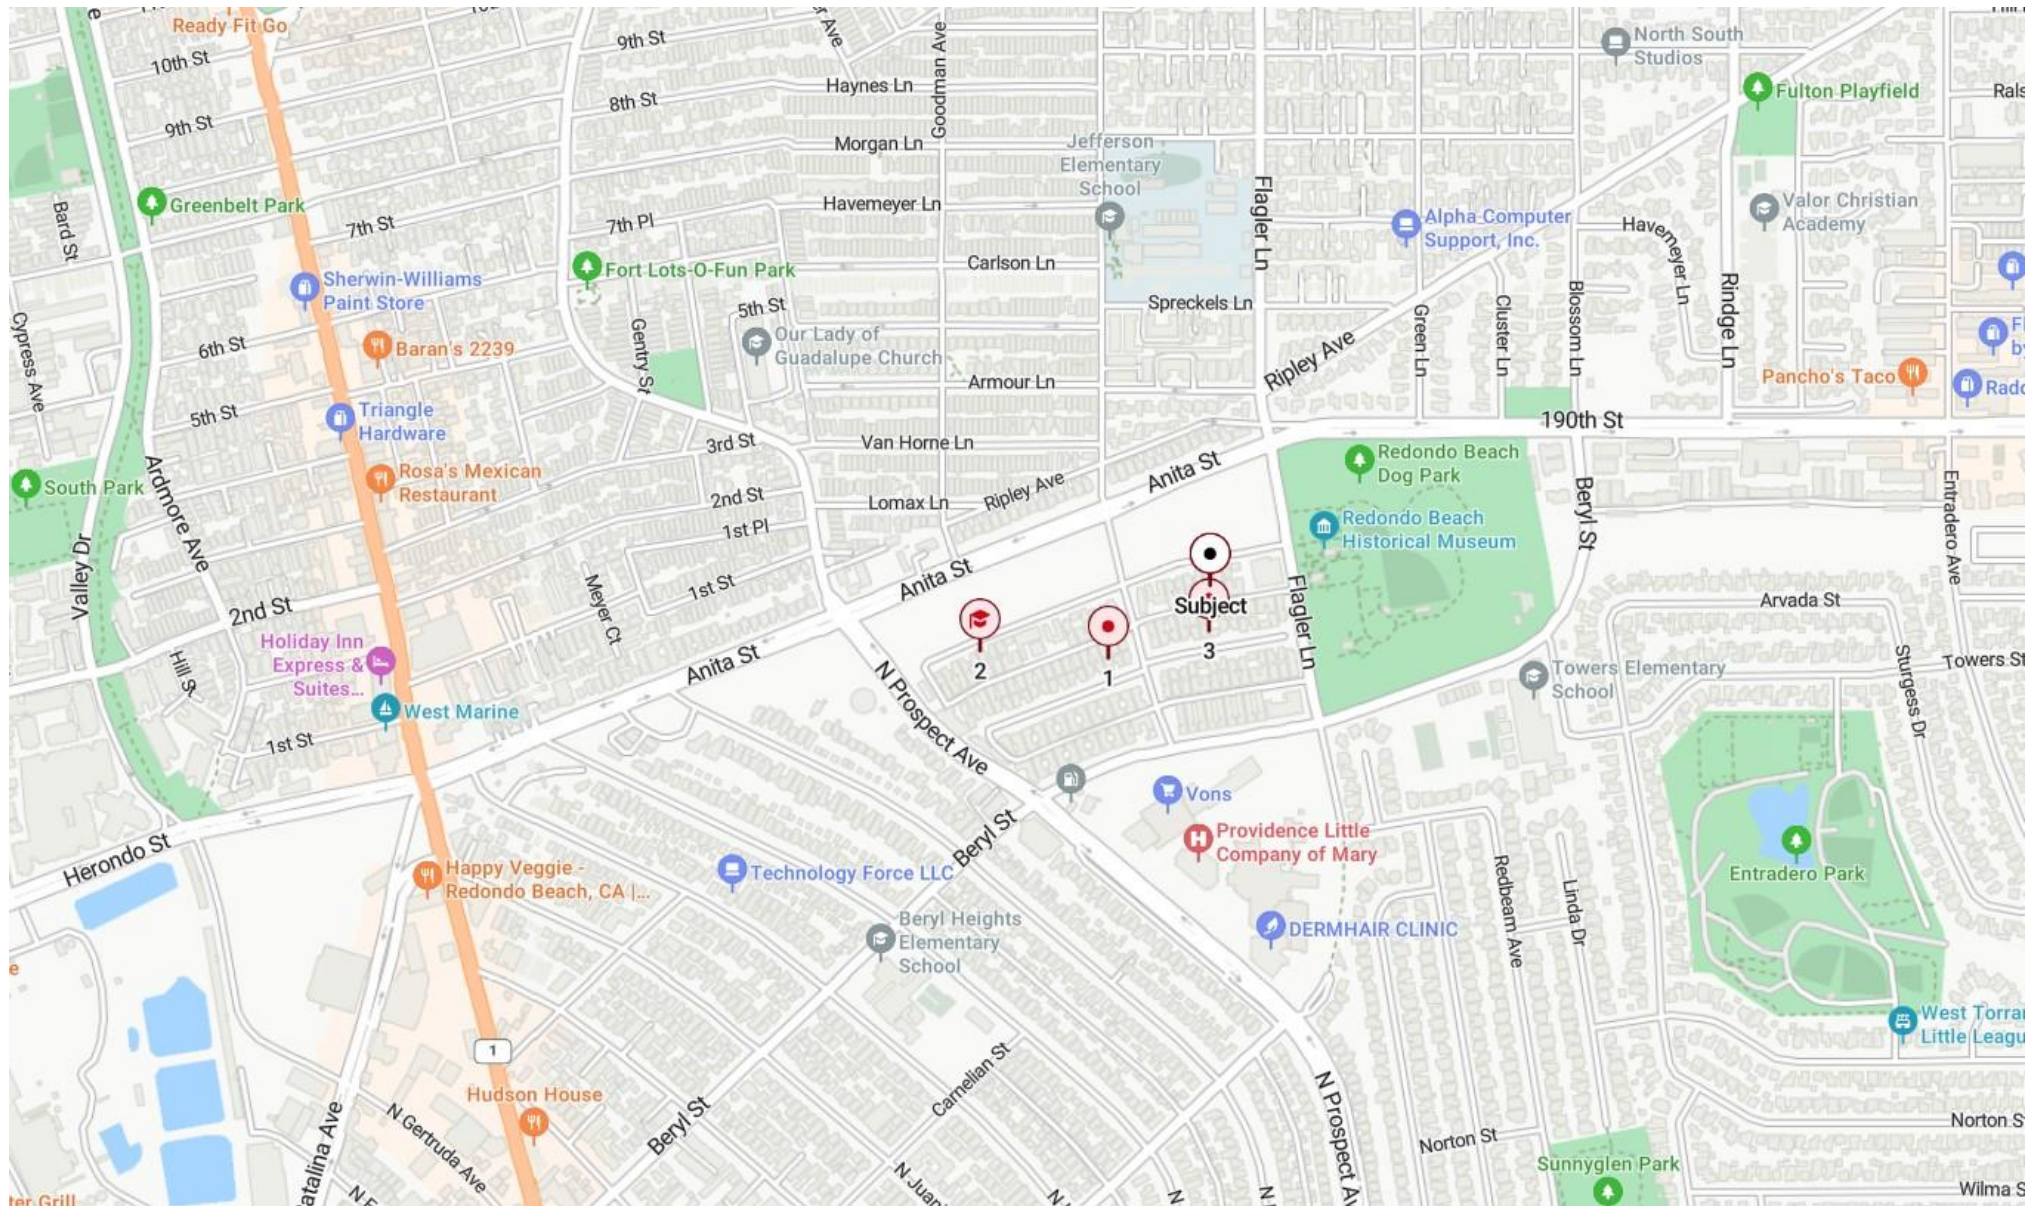 Ready Fit Go
10th St
9th St
9th St
8th St
Haynes Ln
Goodman Ave
Morgan Ln
Jefferson
Elementary
School
North South
Studios
Fulton Playfield
Bard St
Greenbelt Park
7th St
7th Pl
Havemeyer Ln
Flagler Ln
Alpha Computer
Support, Inc.
Havemeyer Ln
Valor Christian
Academy
Sherwin-Williams
Paint Store
Fort Lots-O-Fun Park
Carlson Ln
Spreckels Ln
5th St
Cypress Ave
6th St
Baran's 2239
Gentry St
Our Lady of
Guadalupe Church
Ripley Ave
Green Ln
Cluster Ln
Blossom Ln
Rindge Ln
Armour Ln
Pancho's Taco
5th St
Triangle
Hardware
190th St
3rd St
Van Horne Ln
Anita St
Redondo Beach
Dog Park
South Park
Ardmore Ave
Rosa's Mexican
Restaurant
2nd St
Lomax Ln
Ripley Ave
Beryl St
Entradero Ave
1st Pl
Redondo Beach
Historical Museum
Valley Dr
Anita St
1st St
Meyer Ct
2nd St
Flagler Ln
Arvada St
Subject
3
2
1
Holiday Inn
Express &
Suites...
Hill St
Anita St
N Prospect Ave
Towers Elementary
School
Sturgess Dr
Towers St
West Marine
1st St
Vons
Providence Little
Company of Mary
Herondo St
Happy Veggie -
Redondo Beach, CA |...
Technology Force LLC
Beryl St
Redbeam Ave
Linda Dr
Entradero Park
Beryl Heights
Elementary
School
DERMHAIR CLINIC
West Torra
Little Leagu
1
Hudson House
Carnelian St
N Gertruda Ave
Beryl St
N Prospect Av
Norton St
Norton S
Sunnyglen Park
Wilma S
atalina Ave
N Juan